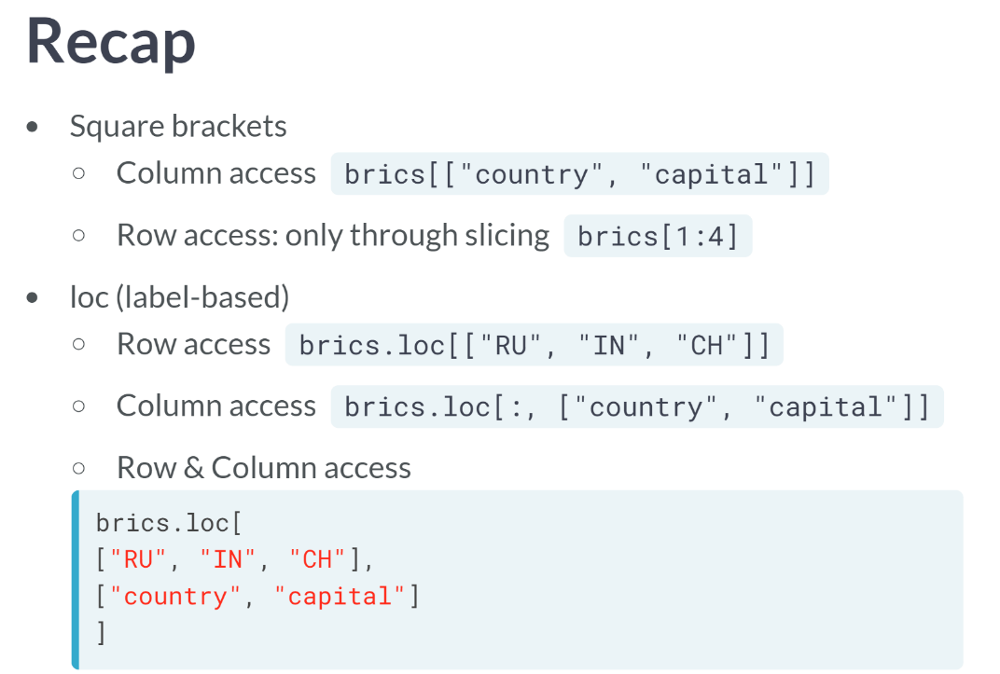 Recap
• Square brackets
○ Column access brics[["country", "capital"]]
○ Row access: only through slicing brics[1:4]
• loc (label-based)
○ Row access brics.loc[["RU", "IN", "CH"]]
○ Column access brics.loc[:, ["country", "capital"]]
○ Row & Column access
brics.loc[
["RU", "IN", "CH"],
["country", "capital"]
]